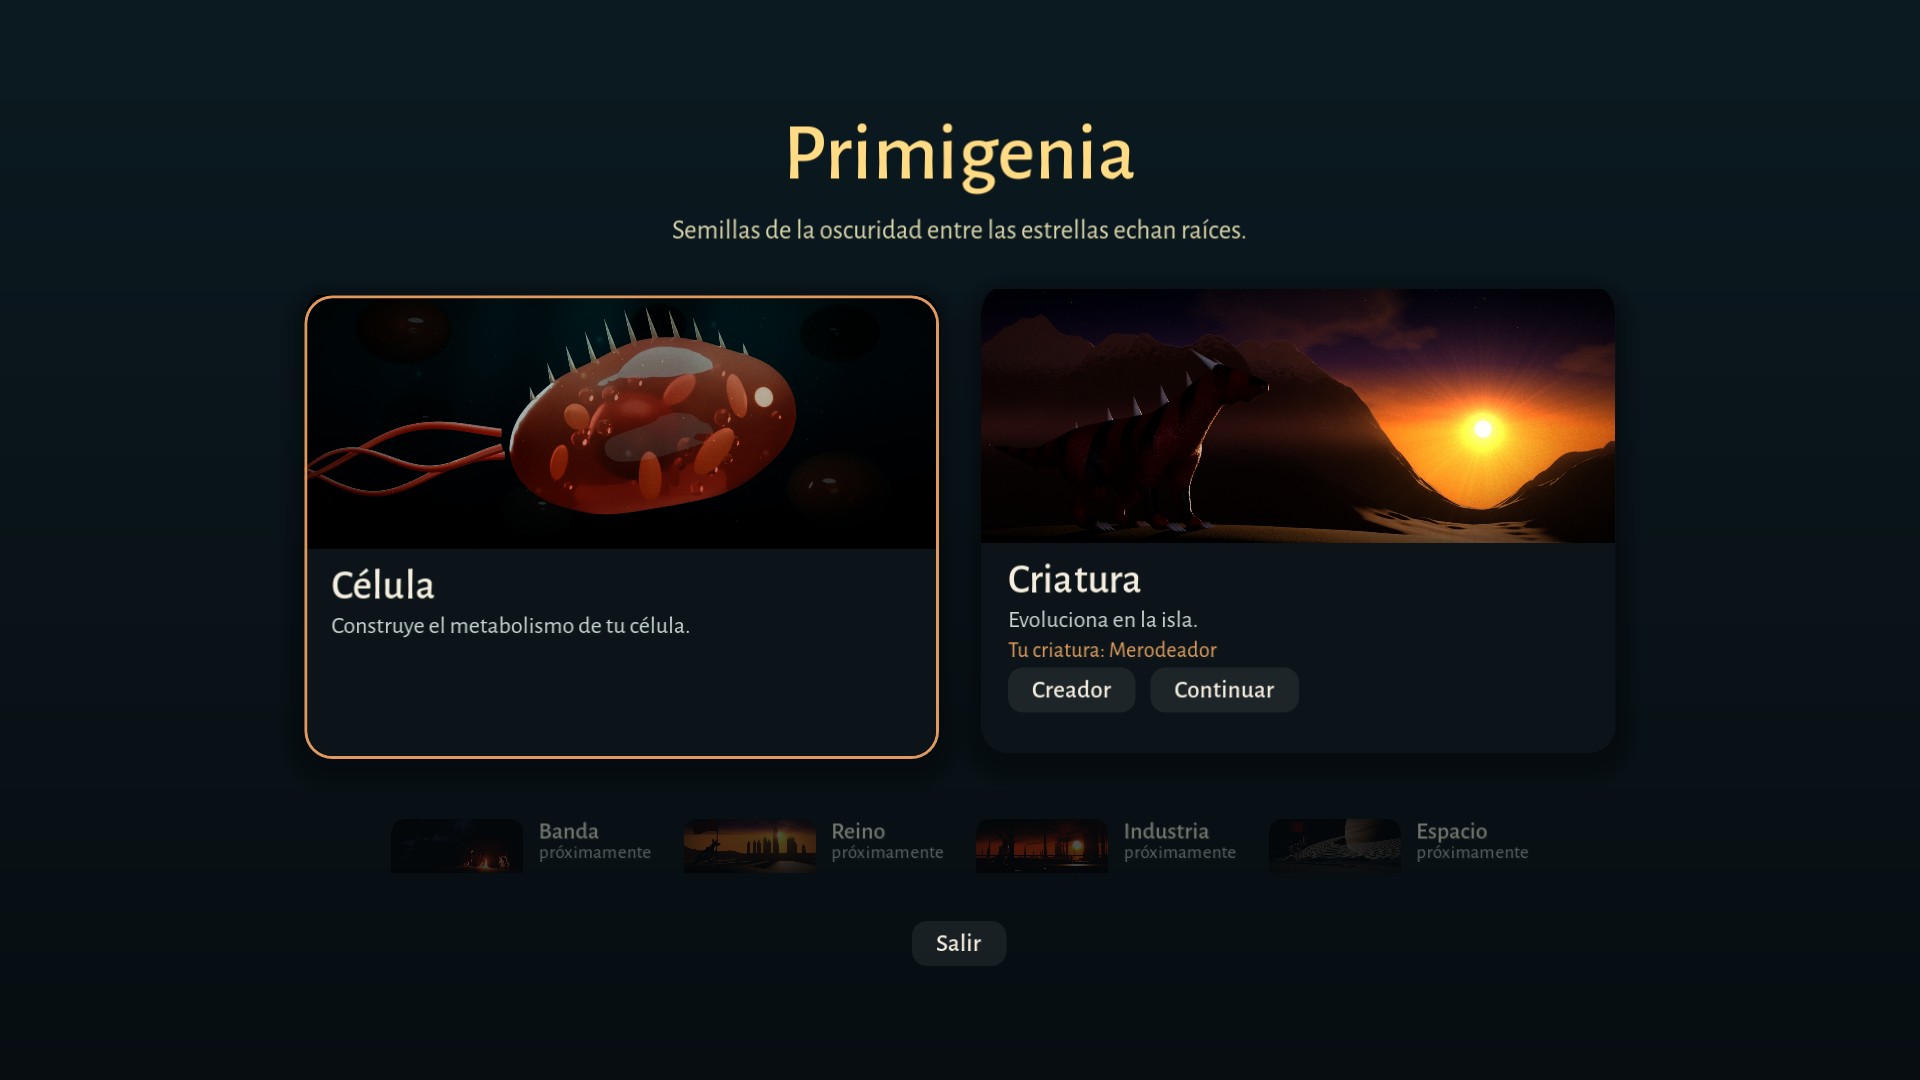 Primigenia
Semillas de la oscuridad entre las estrellas echan raíces.
Célula
Construye el metabolismo de tu célula.
Criatura
Evoluciona en la isla.
Tu criatura: Merodeador
Creador
Continuar
Banda
próximamente
Reino
próximamente
Industria
próximamente
Espacio
próximamente
Salir